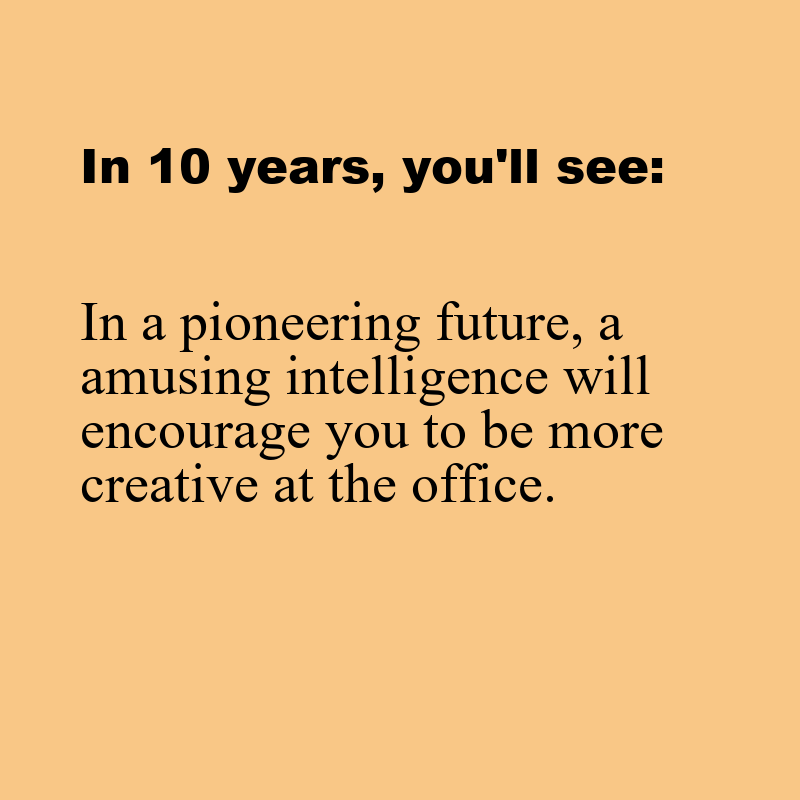 In 10 years, you'll see:
In a pioneering future, a
amusing intelligence will
encourage you to be more
creative at the office.